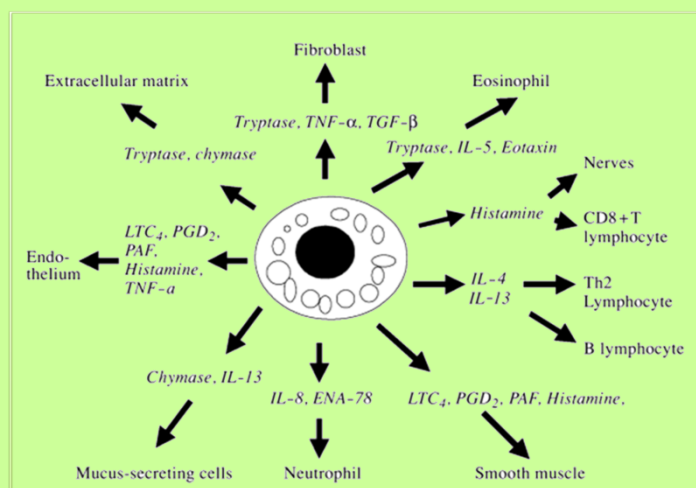 Fibroblast
Extracellular matrix
Eosinophil
Tryptase, TNF-α, TGF-β
Tryptase, chymase
Tryptase, IL-5, Eotaxin
Nerves
Histamine
CD8+T
lymphocyte
LTC₄, PGD₂,
PAF,
Histamine,
TNF-a
Endo-
thelium
IL-4
IL-13
Th2
Lymphocyte
B lymphocyte
Chymase, IL-13
IL-8, ENA-78
LTC₄, PGD₂, PAF, Histamine,
Mucus-secreting cells
Neutrophil
Smooth muscle